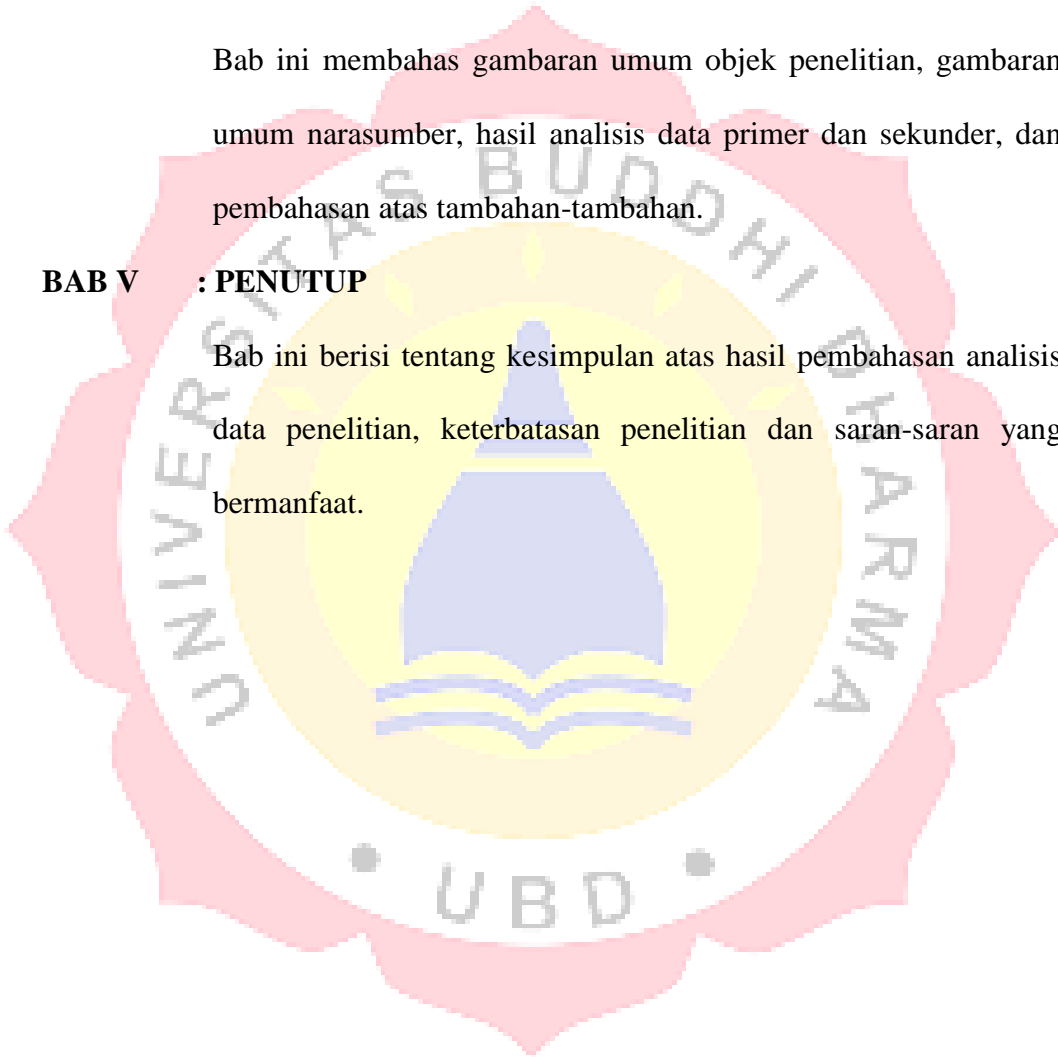 Bab ini membahas gambaran umum objek penelitian, gambaran
umum narasumber, hasil analisis data primer dan sekunder, dan
pembahasan atas tambahan-tambahan.
BAB V : PENUTUP
Bab ini berisi tentang kesimpulan atas hasil pembahasan analisis
data penelitian, keterbatasan penelitian dan saran-saran yang
bermanfaat.
UNIVERSITAS BUDDHI DHARMA
• UBD •